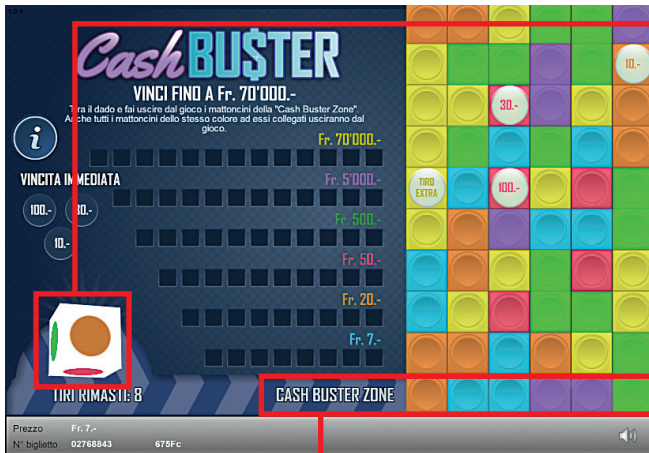 Cash BU$TER
VINCI FINO A Fr. 70'000.-
Tira il dado e fai uscire dal gioco i mattoncini della "Cash Buster Zone".
Anche tutti i mattoncini dello stesso colore ad essi collegati usciranno dal
gioco.
i
Fr. 70'000.-
VINCITA IMMEDIATA
Fr. 5'000.-
100.- 30.-
10.-
Fr. 500.-
Fr. 50.-
Fr. 20.-
Fr. 7.-
10.-
30.-
TIRO
EXTRA
100.-
TIRI RIMASTI: 8
CASH BUSTER ZONE
Prezzo Fr. 7.-
N° biglietto 02768843 675Fc